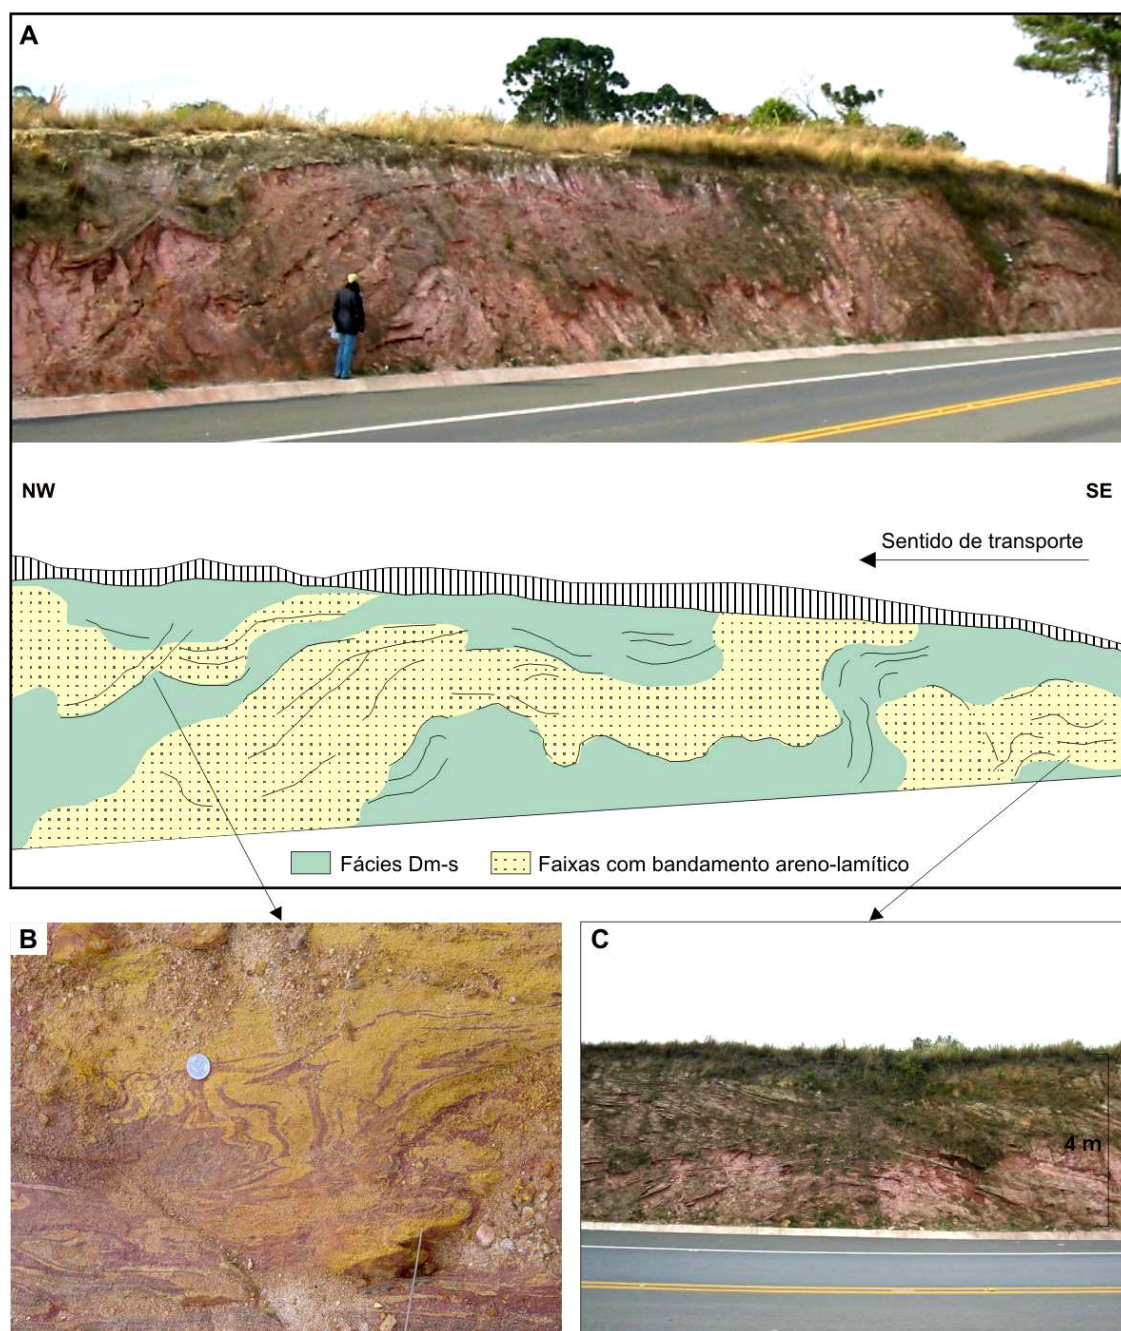 A
NW
SE
Sentido de transporte
Fácies Dm-s
Faixas com bandamento areno-lamítico
B
C
4 m